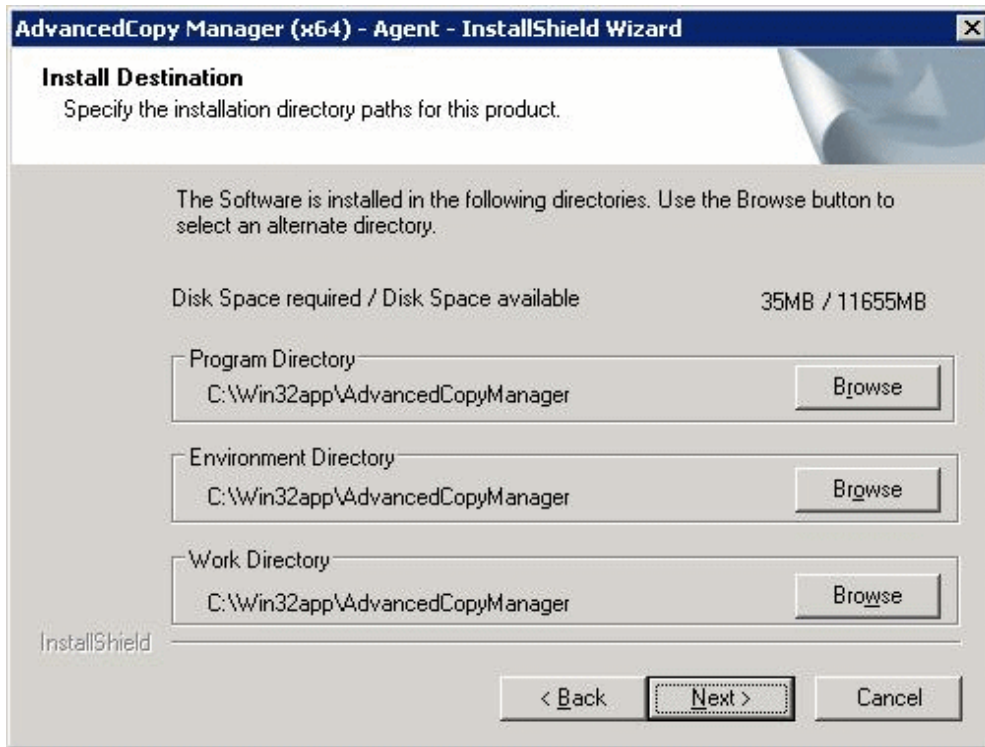 AdvancedCopy Manager (x64) - Agent - InstallShield Wizard
Install Destination
Specify the installation directory paths for this product.
The Software is installed in the following directories. Use the Browse button to
select an alternate directory.
Disk Space required / Disk Space available 35MB / 11655MB
Program Directory
C:\Win32app\AdvancedCopyManager Browse
Environment Directory
C:\Win32app\AdvancedCopyManager Browse
Work Directory
C:\Win32app\AdvancedCopyManager Browse
InstallShield
< Back Next > Cancel